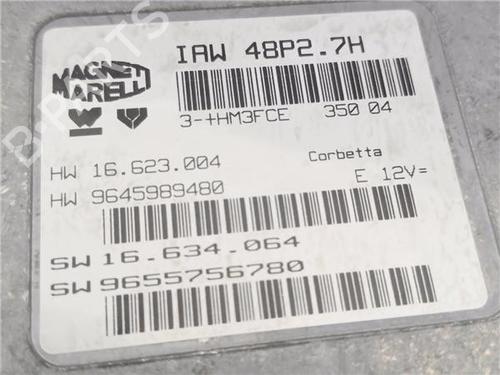 IAW 48P2.7H
MAGNETI
MARELLI
3-+HM3FCE 350 04
HW 16.623.004 Corbetta
HW 9645989480 E 12V=
SW 16.634.064
SW 9655756780